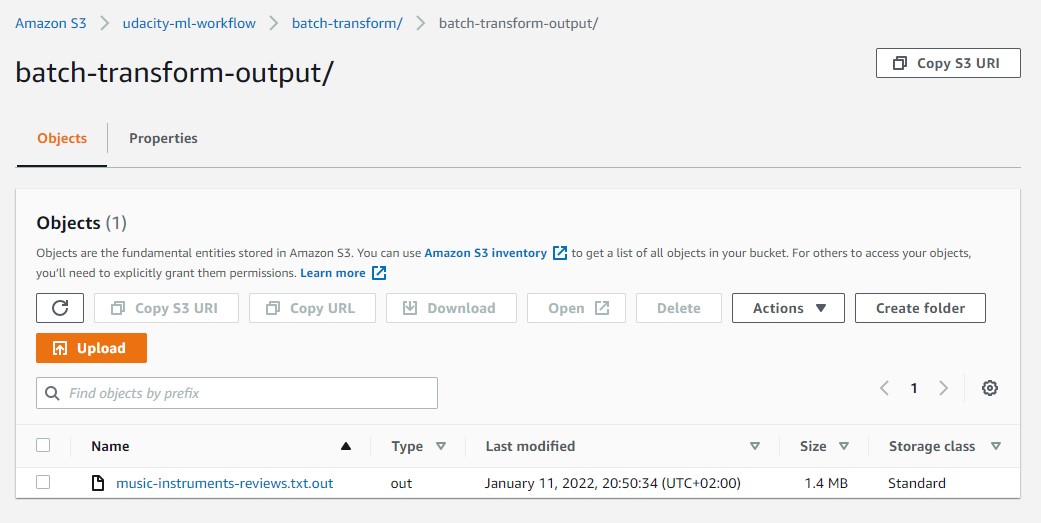 Amazon S3 > udacity-ml-workflow > batch-transform/ > batch-transform-output/
batch-transform-output/
Copy S3 URI
Objects Properties
Objects (1)
Objects are the fundamental entities stored in Amazon S3. You can use Amazon S3 inventory to get a list of all objects in your bucket. For others to access your objects,
you'll need to explicitly grant them permissions. Learn more
Copy S3 URI Copy URL Download Open Delete Actions Create folder
Upload
Find objects by prefix
1
Name Type Last modified Size Storage class
music-instruments-reviews.txt.out out January 11, 2022, 20:50:34 (UTC+02:00) 1.4 MB Standard